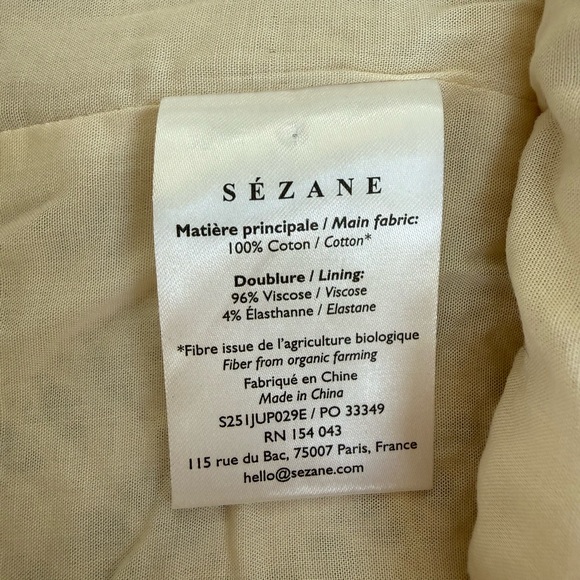 SÉZANE
Matière principale / Main fabric:
100% Coton / Cotton*
Doublure / Lining:
96% Viscose / Viscose
4% Élasthanne / Elastane
*Fibre issue de l'agriculture biologique
Fiber from organic farming
Fabriqué en Chine
Made in China
S251JUP029E / PO 33349
RN 154 043
115 rue du Bac, 75007 Paris, France
hello@sezane.com